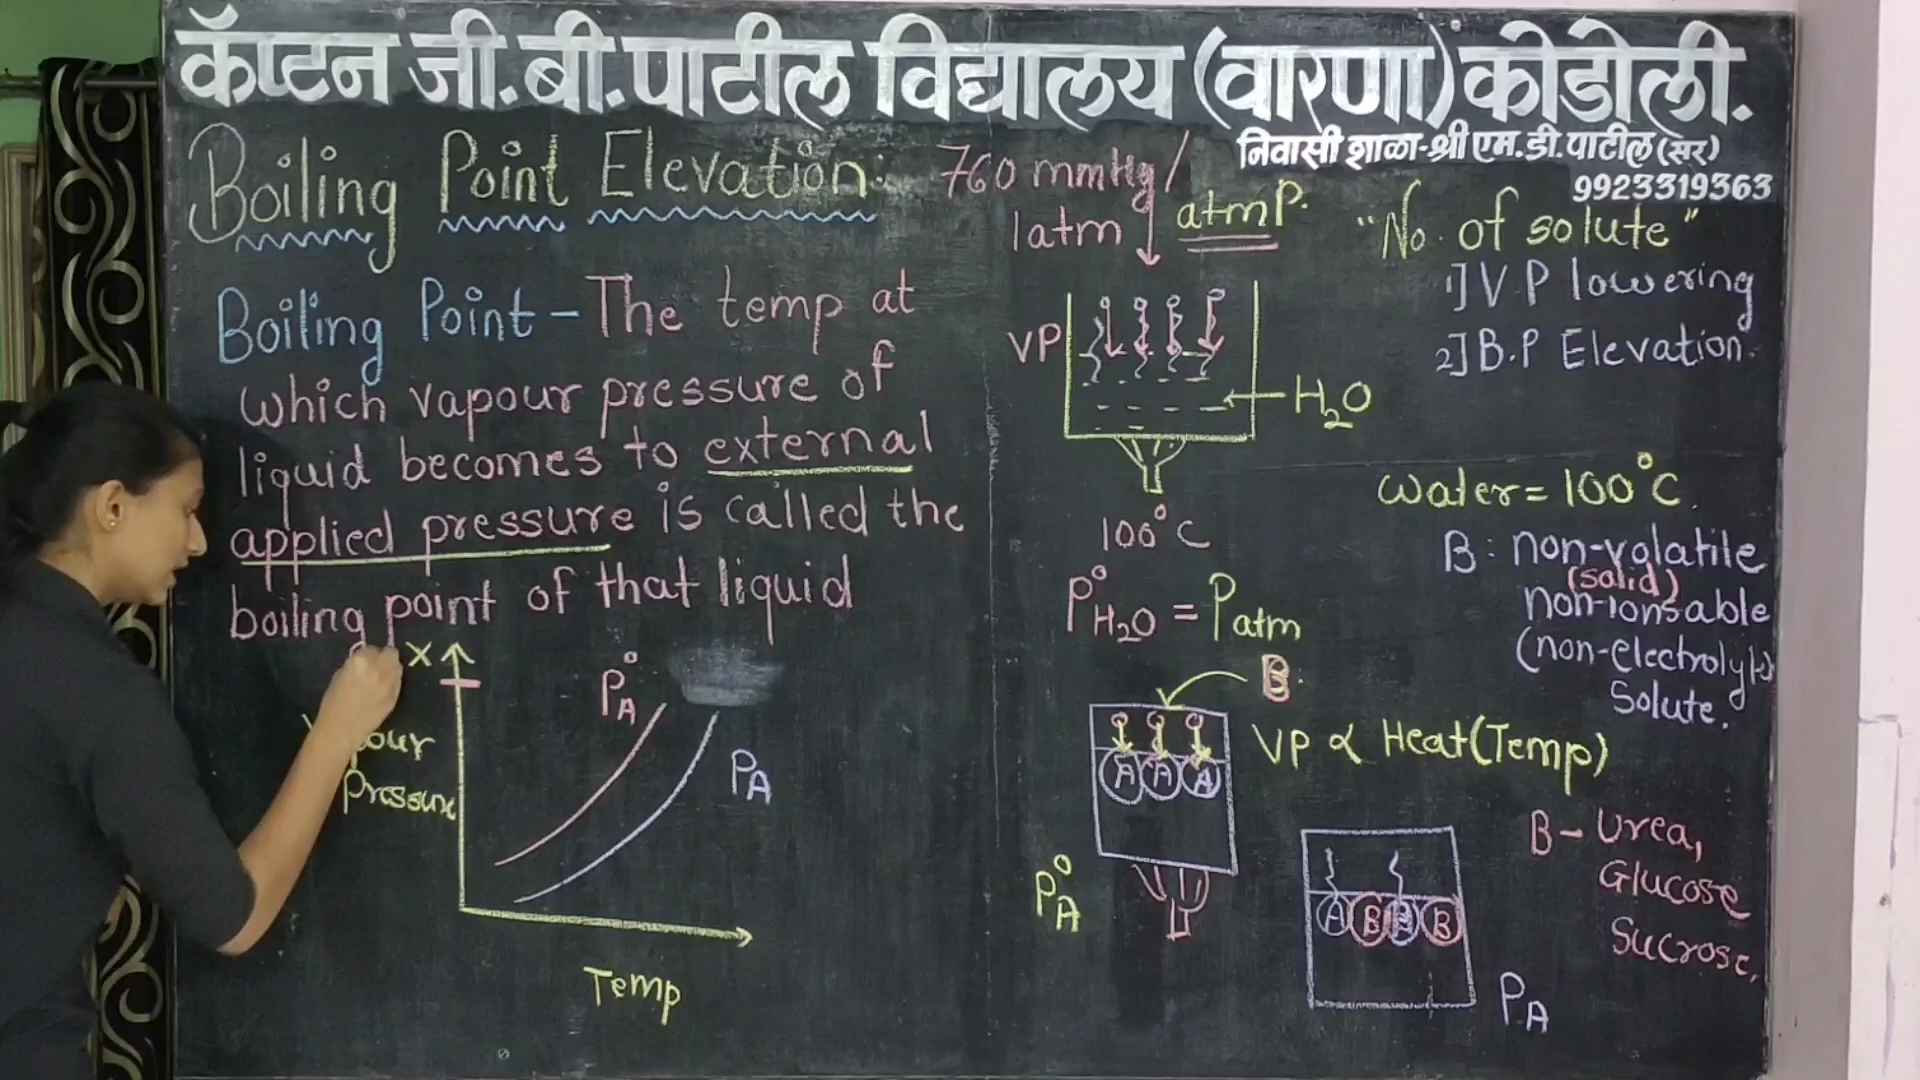 कॅप्टन जी.बी.पाटील विद्यालय (वारणा) कोडोली.
निवासी शाळा-श्री एम.डी.पाटील (सर)
9923319363
Boiling Point Elevation.
Boiling Point - The temp at
which vapour pressure of
liquid becomes to external
applied pressure is called the
boiling point of that liquid
X
P°A
PA
Pressure
Temp
760 mmHg /
1atm
atm P.
VP
H2O
100°C
P°H2O = Patm
B
A A A
VP ∝ Heat (Temp)
P°A
A B A B
PA
"No. of solute"
1] V P lowering
2] B.P Elevation.
Water = 100°C.
B: non-volatile
(solid)
non-ionsable
Solute.
B - Urea,
Glucose
Sucrose,